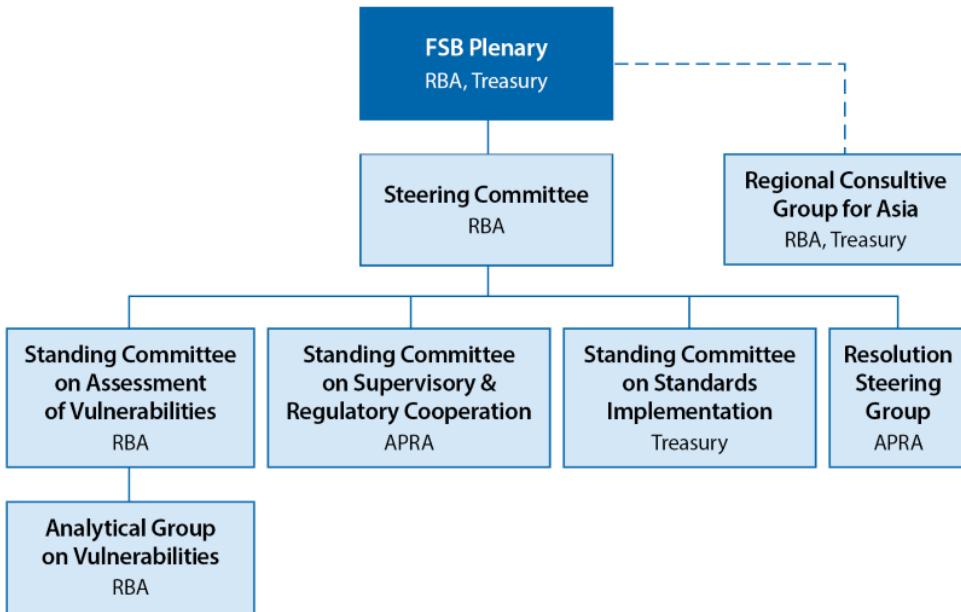 FSB Plenary
RBA, Treasury
Steering Committee
RBA
Regional Consultive
Group for Asia
RBA, Treasury
Standing Committee
on Assessment
of Vulnerabilities
RBA
Standing Committee
on Supervisory &
Regulatory Cooperation
APRA
Standing Committee
on Standards
Implementation
Treasury
Resolution
Steering
Group
APRA
Analytical Group
on Vulnerabilities
RBA